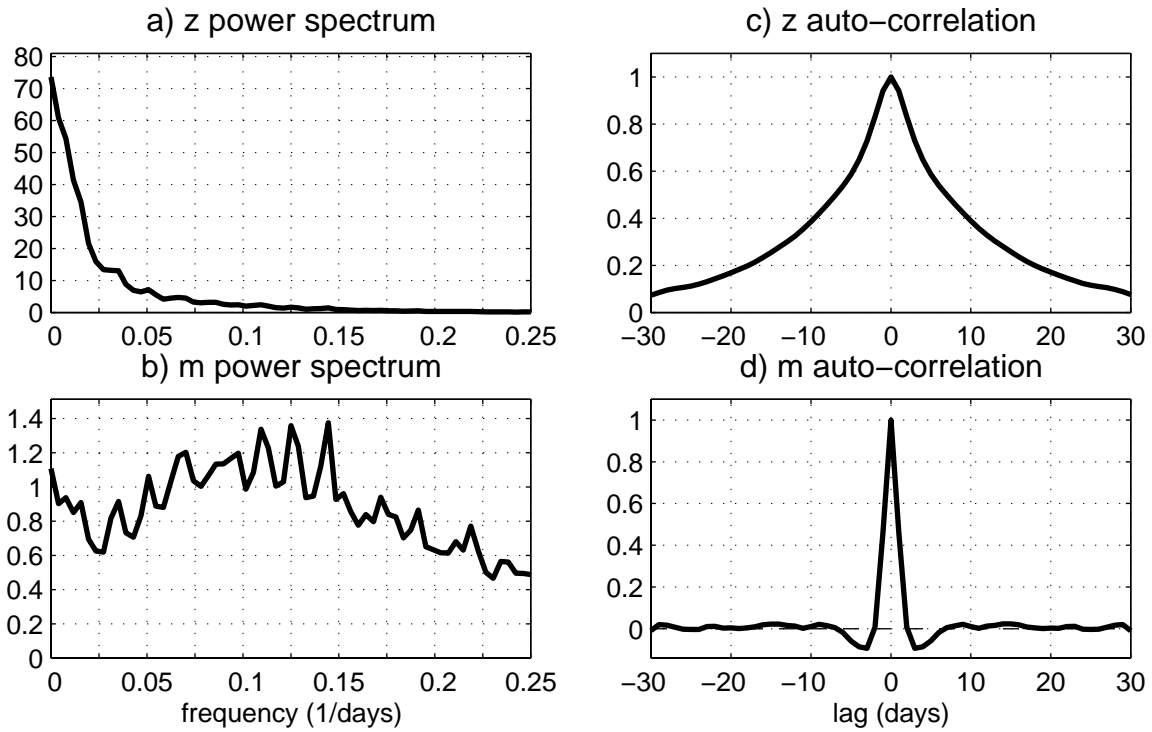 a) z power spectrum
80
70
60
50
40
30
20
10
0
0 0.05 0.1 0.15 0.2 0.25
b) m power spectrum
1.4
1.2
1
0.8
0.6
0.4
0.2
0
0 0.05 0.1 0.15 0.2 0.25
frequency (1/days)
c) z auto−correlation
1
0.8
0.6
0.4
0.2
0
−30 −20 −10 0 10 20 30
d) m auto−correlation
1
0.8
0.6
0.4
0.2
0
−30 −20 −10 0 10 20 30
lag (days)